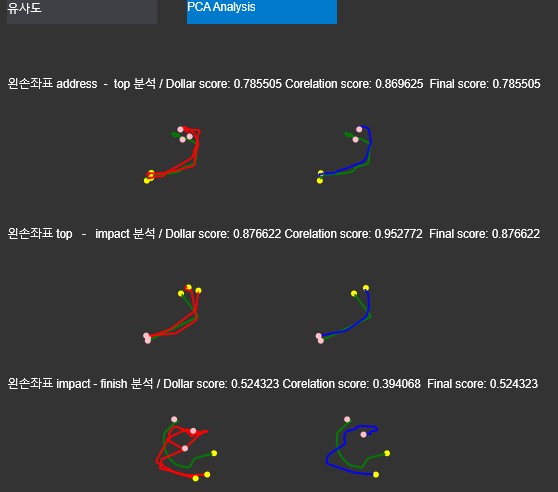 유사도
PCA Analysis
왼손좌표 address - top 분석 / Dollar score: 0.785505 Corelation score: 0.869625 Final score: 0.785505
왼손좌표 top - impact 분석 / Dollar score: 0.876622 Corelation score: 0.952772 Final score: 0.876622
왼손좌표 impact - finish 분석 / Dollar score: 0.524323 Corelation score: 0.394068 Final score: 0.524323